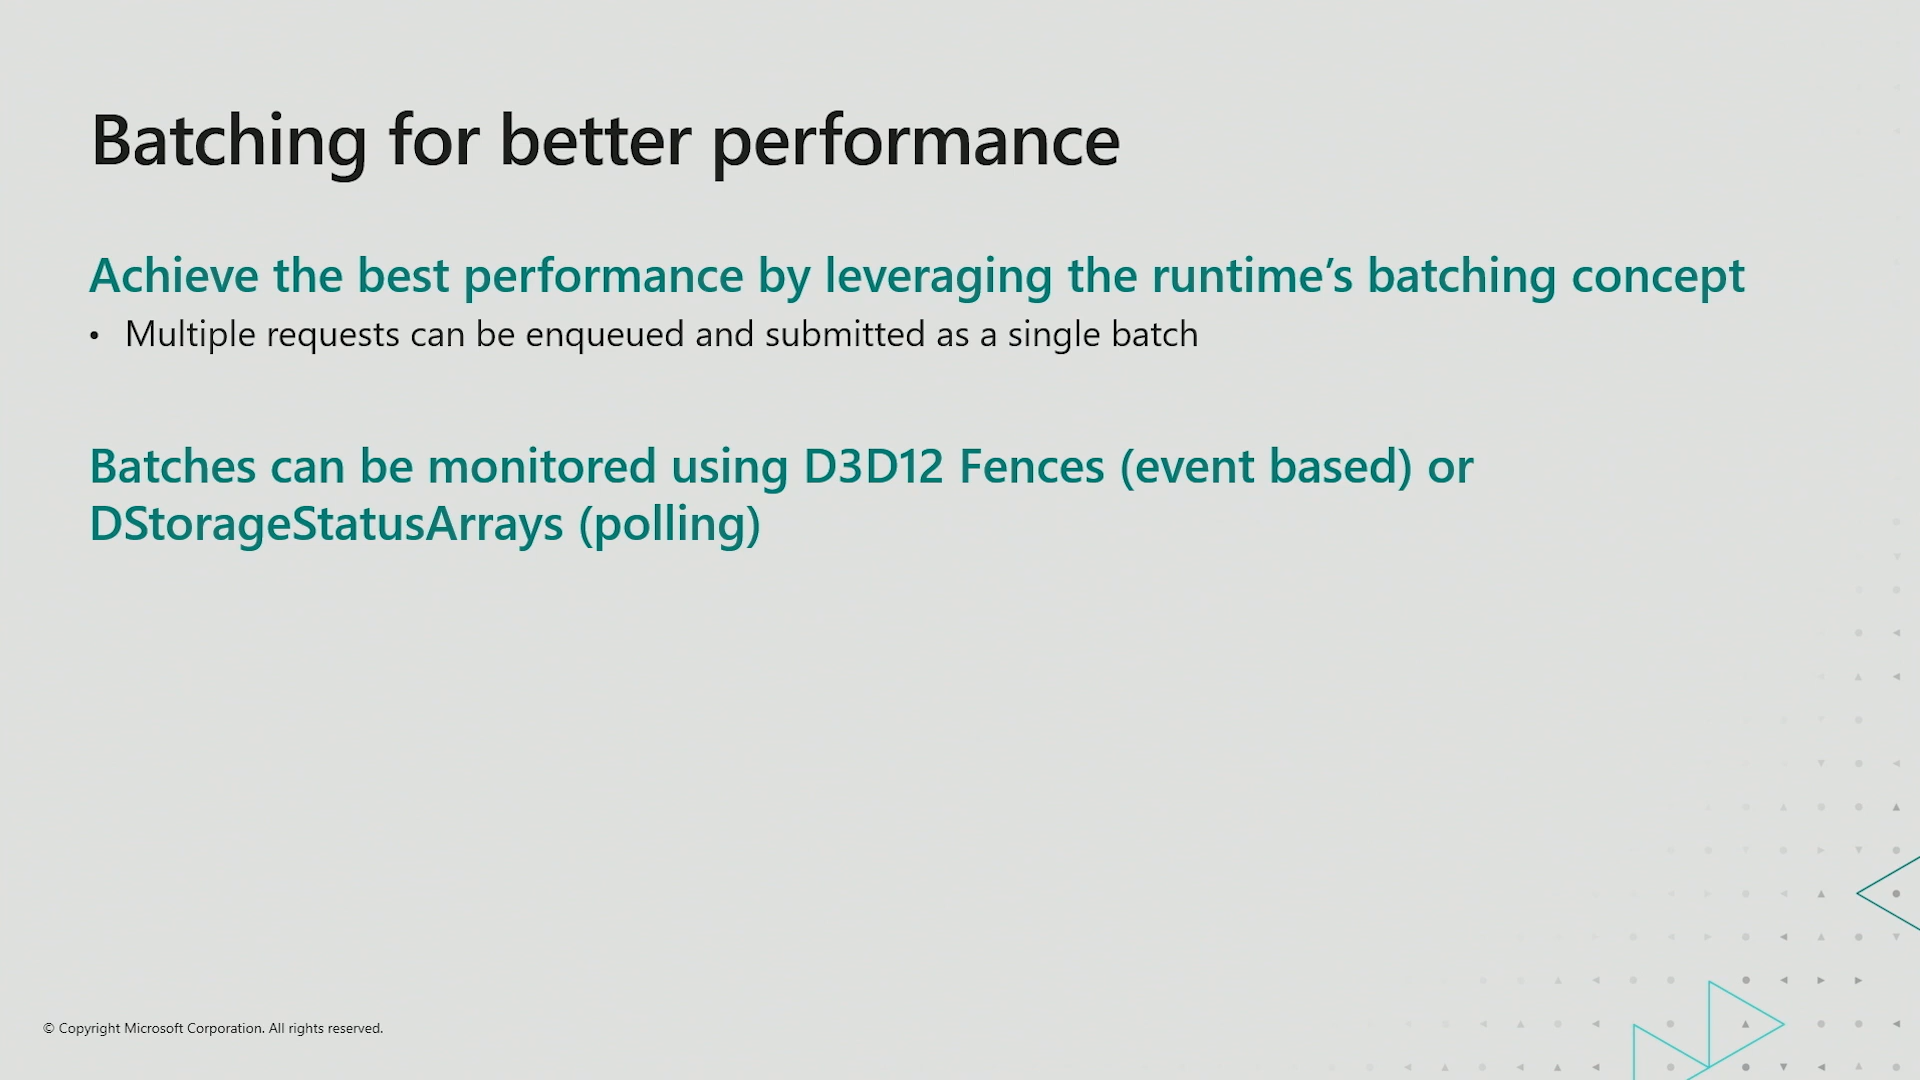 Batching for better performance
Achieve the best performance by leveraging the runtime’s batching concept
• Multiple requests can be enqueued and submitted as a single batch
Batches can be monitored using D3D12 Fences (event based) or
DStorageStatusArrays (polling)
© Copyright Microsoft Corporation. All rights reserved.